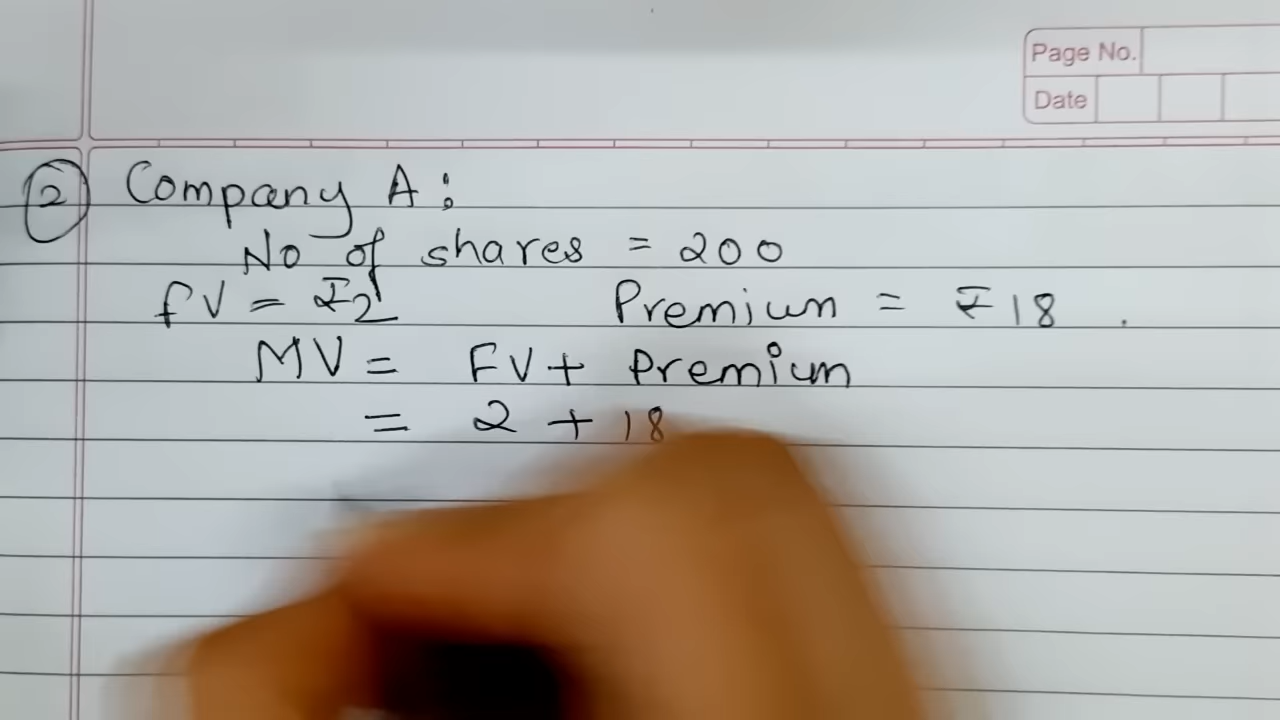 Page No.
Date
2 Company A:
No of shares = 200
FV = ₹2 Premium = ₹18.
MV = FV + Premium
= 2 + 18